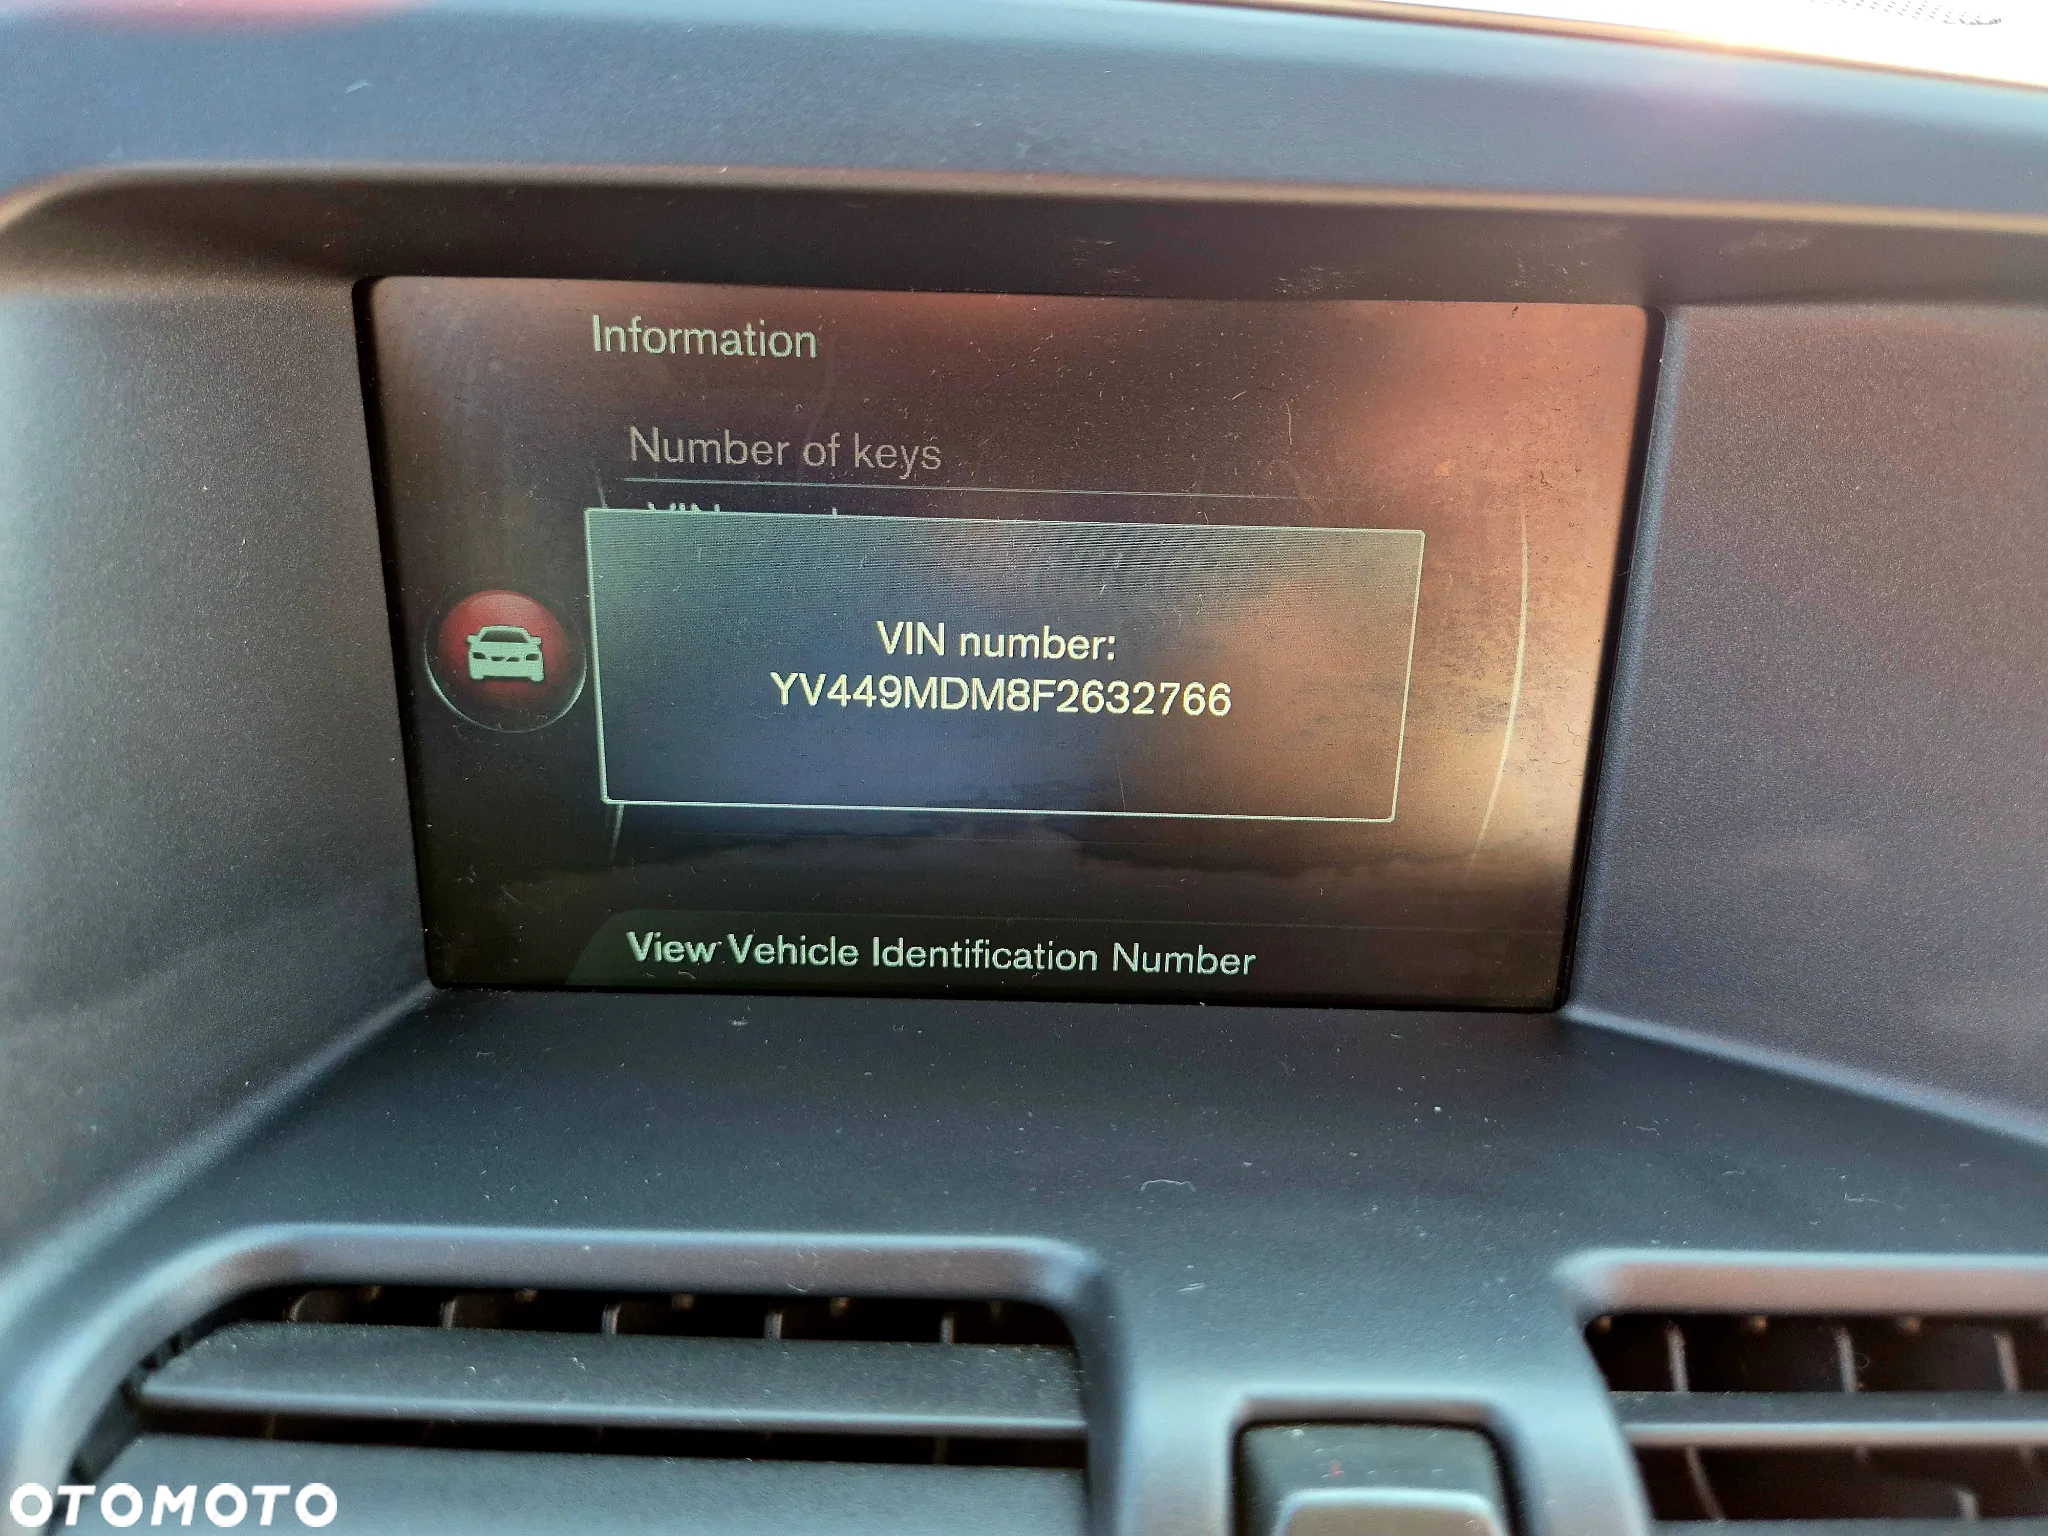 Information
Number of keys
VIN number:
YV449MDM8F2632766
View Vehicle Identification Number
OTOMOTO